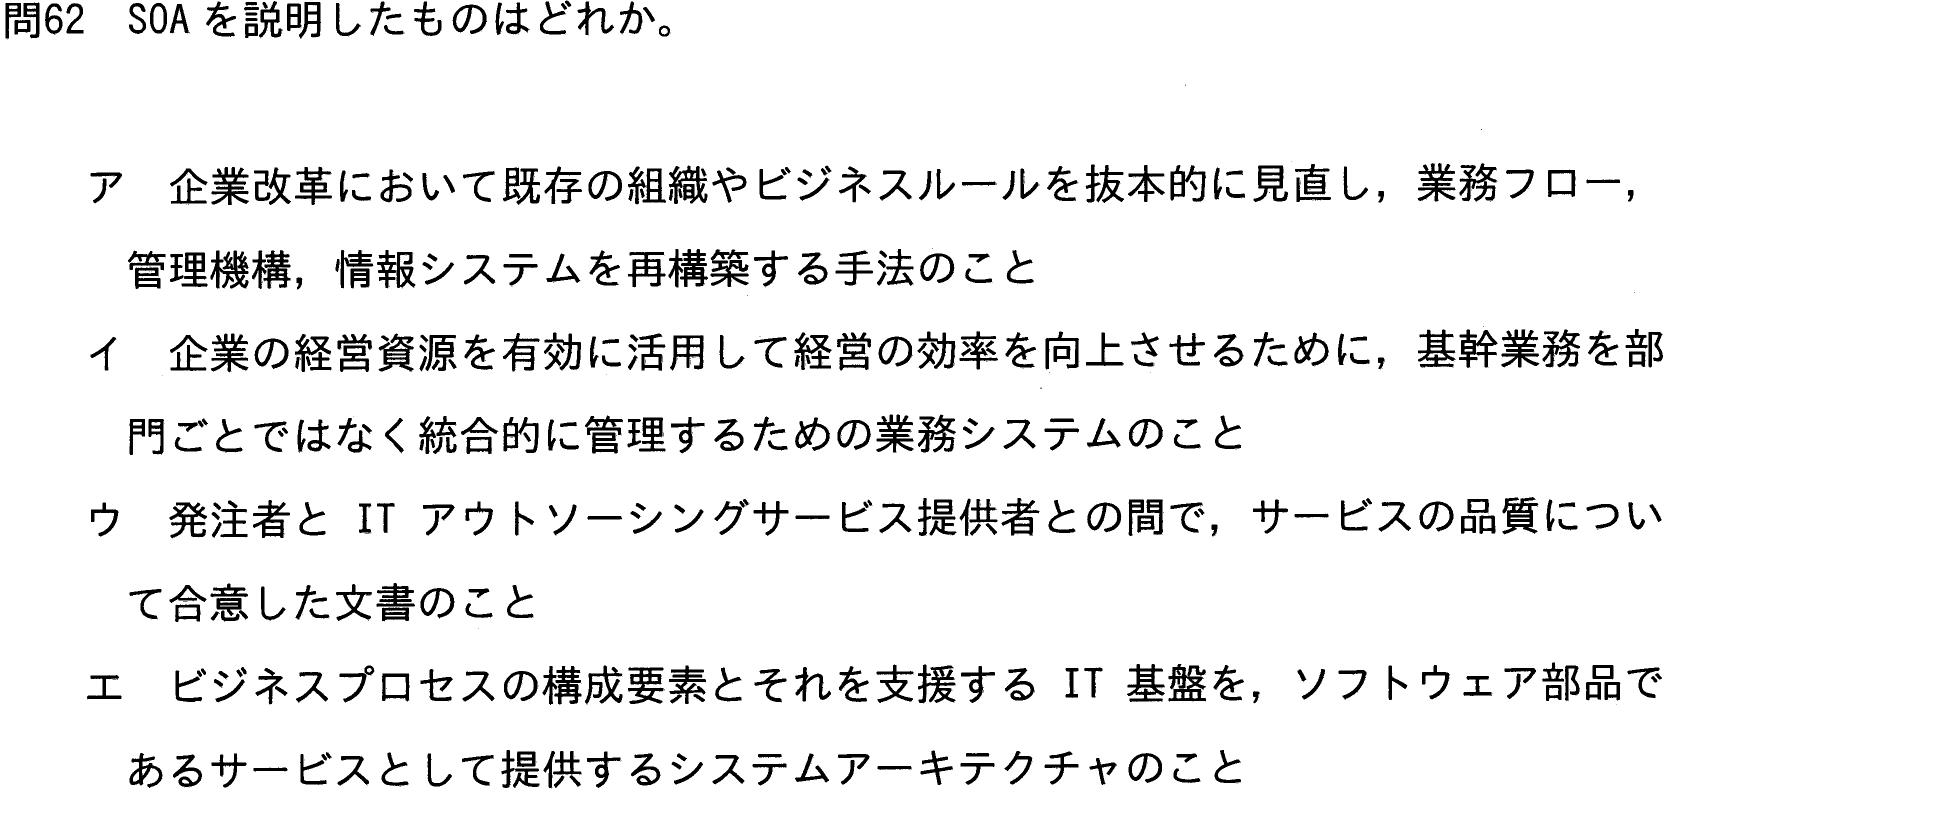 問62　SOAを説明したものはどれか。
ア　企業改革において既存の組織やビジネスルールを抜本的に見直し，業務フロー，
管理機構，情報システムを再構築する手法のこと
イ　企業の経営資源を有効に活用して経営の効率を向上させるために，基幹業務を部
門ごとではなく統合的に管理するための業務システムのこと
ウ　発注者と IT アウトソーシングサービス提供者との間で，サービスの品質につい
て合意した文書のこと
エ　ビジネスプロセスの構成要素とそれを支援する IT 基盤を，ソフトウェア部品で
あるサービスとして提供するシステムアーキテクチャのこと